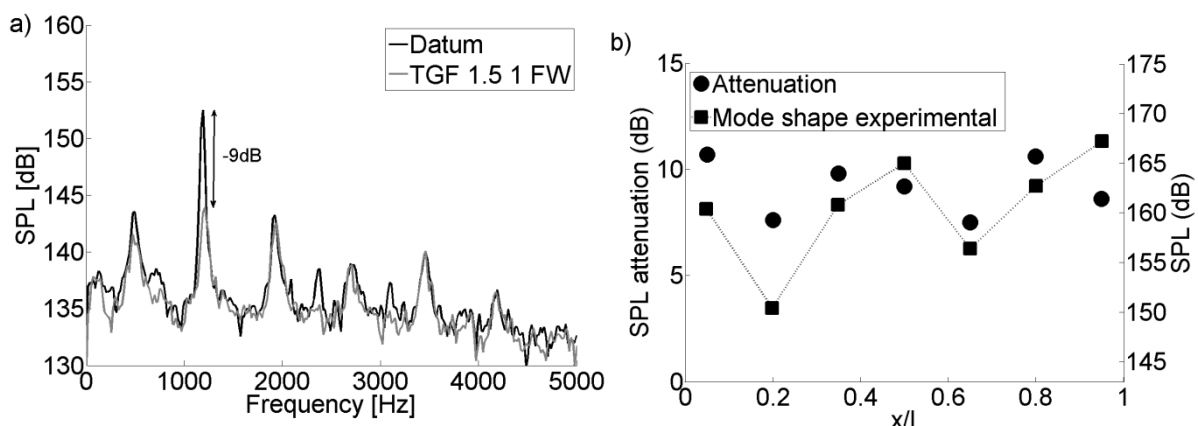 a)
160
155
150
145
140
135
130
SPL [dB]
Datum
TGF 1.5 1 FW
-9dB
0
1000
2000
3000
4000
5000
Frequency [Hz]
b)
15
10
5
0
SPL attenuation (dB)
Attenuation
Mode shape experimental
175
170
165
160
155
150
145
SPL
(dB)
0
0.2
0.4
0.6
0.8
1